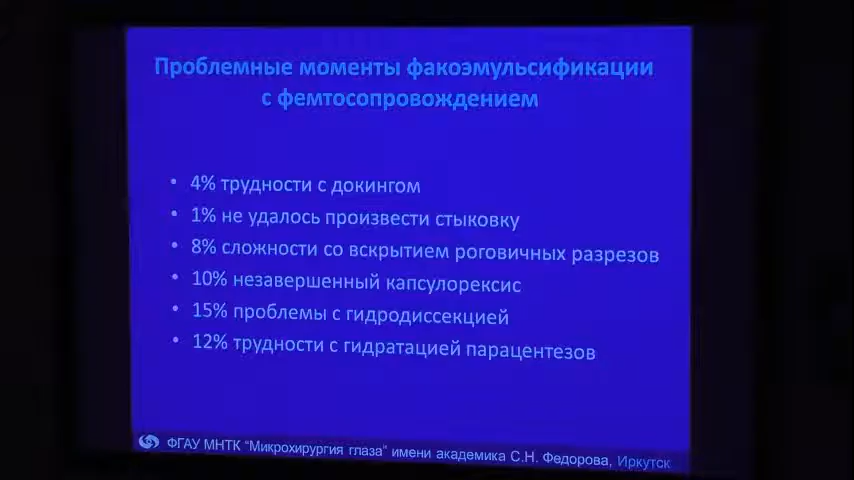 Проблемные моменты факоэмульсификации
с фемтосопровождением
• 4% трудности с докингом
• 1% не удалось произвести стыковку
• 8% сложности со вскрытием роговичных разрезов
• 10% незавершенный капсулорексис
• 15% проблемы с гидродиссекцией
• 12% трудности с гидратацией парацентезов
ФГАУ МНТК "Микрохирургия глаза" имени академика С.Н. Федорова, Иркутск